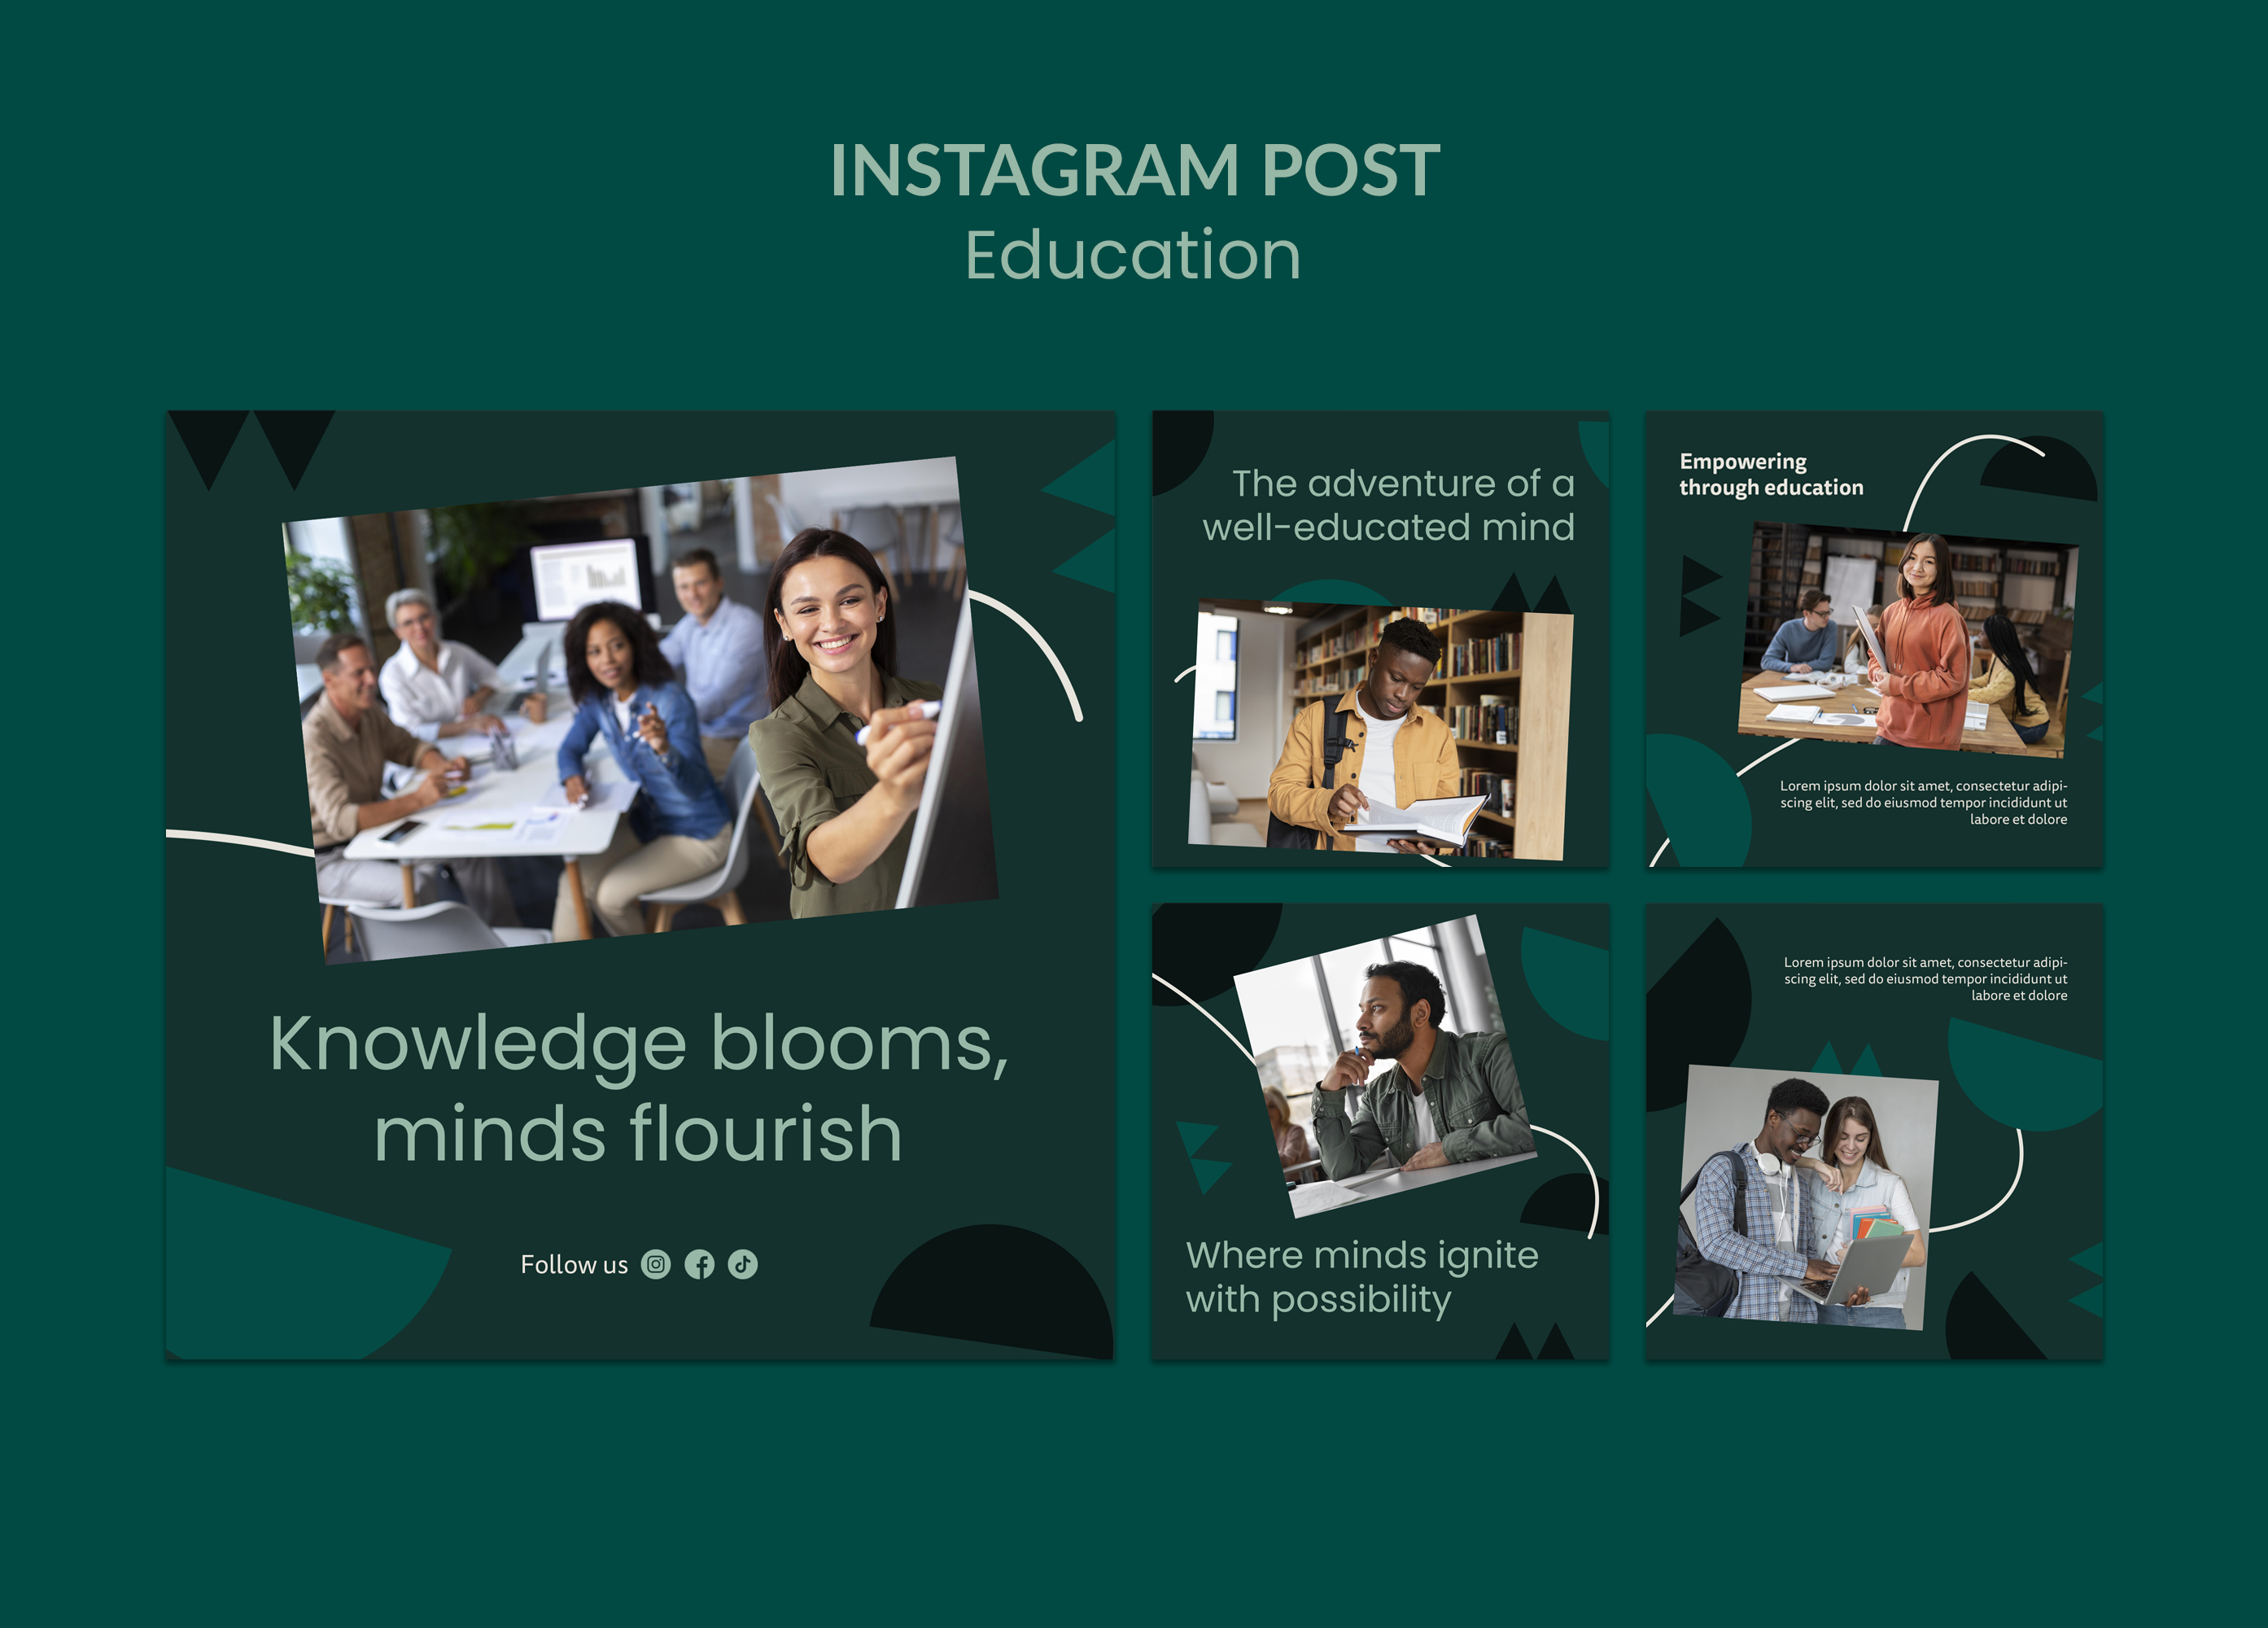 INSTAGRAM POST
Education
Knowledge blooms,
minds flourish
Follow us
The adventure of a
well-educated mind
Empowering
through education
Lorem ipsum dolor sit amet, consectetur adipi-
scing elit, sed do eiusmod tempor incididunt ut
labore et dolore
Where minds ignite
with possibility
Lorem ipsum dolor sit amet, consectetur adipi-
scing elit, sed do eiusmod tempor incididunt ut
labore et dolore